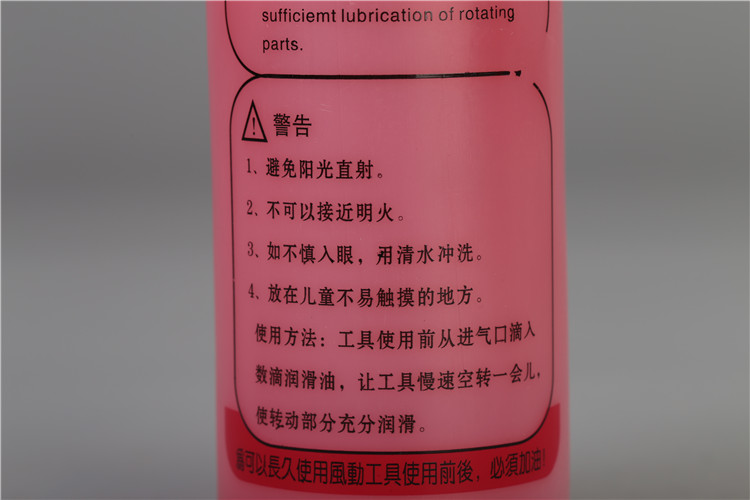 sufficiemt lubrication of rotating
parts.
警告
1、避免阳光直射。
2、不可以接近明火。
3、如不慎入眼，用清水冲洗。
4、放在儿童不易触摸的地方。
使用方法：工具使用前从进气口滴入
数滴润滑油，让工具慢速空转一会儿，
使转动部分充分润滑。
可以長久使用風動工具使用前後，必須加油！